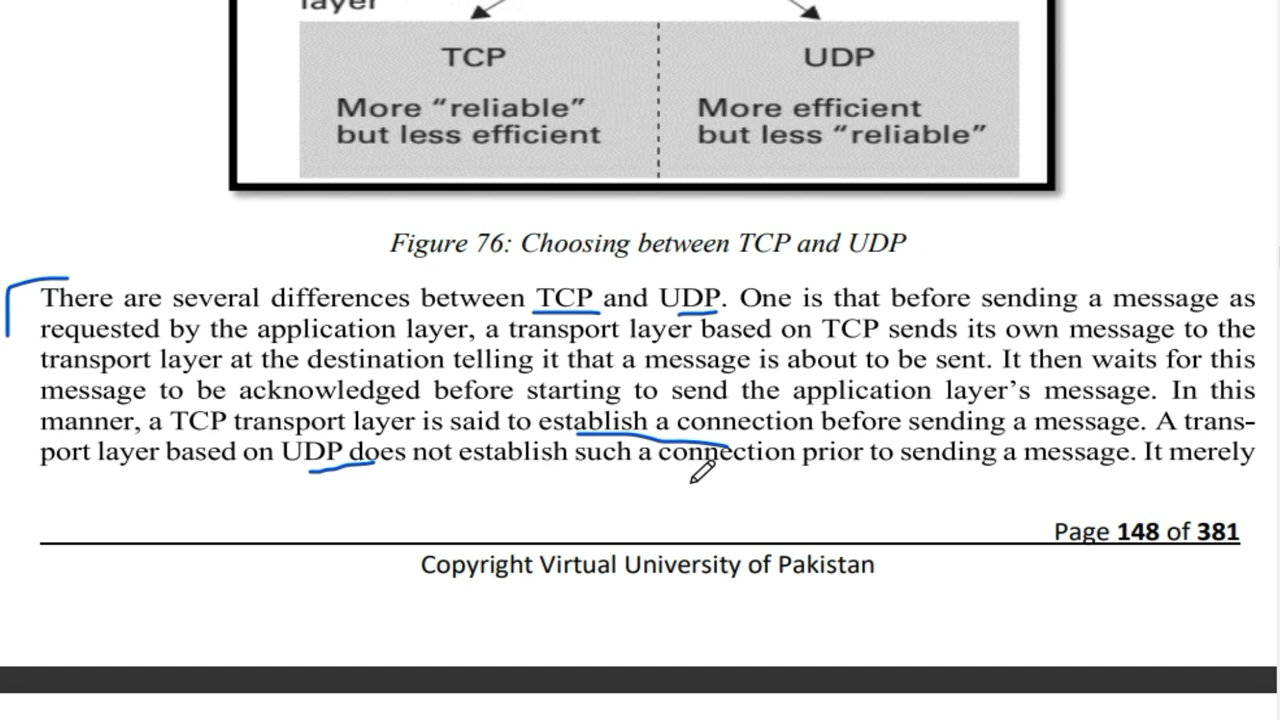 layer
TCP
UDP
More “reliable”
but less efficient
More efficient
but less “reliable”
Figure 76: Choosing between TCP and UDP
There are several differences between TCP and UDP. One is that before sending a message as
requested by the application layer, a transport layer based on TCP sends its own message to the
transport layer at the destination telling it that a message is about to be sent. It then waits for this
message to be acknowledged before starting to send the application layer’s message. In this
manner, a TCP transport layer is said to establish a connection before sending a message. A trans-
port layer based on UDP does not establish such a connection prior to sending a message. It merely
Page 148 of 381
Copyright Virtual University of Pakistan